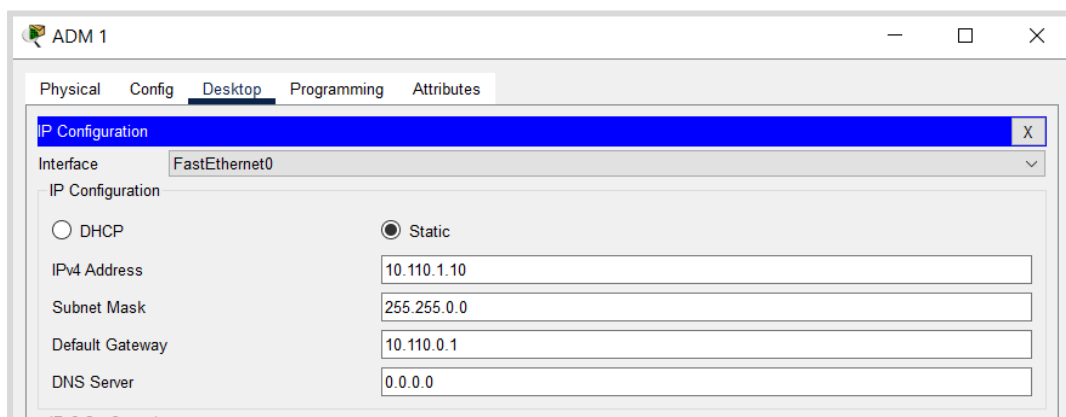 ADM 1
Physical Config Desktop Programming Attributes
IP Configuration X
Interface FastEthernet0
IP Configuration
DHCP Static
IPv4 Address 10.110.1.10
Subnet Mask 255.255.0.0
Default Gateway 10.110.0.1
DNS Server 0.0.0.0